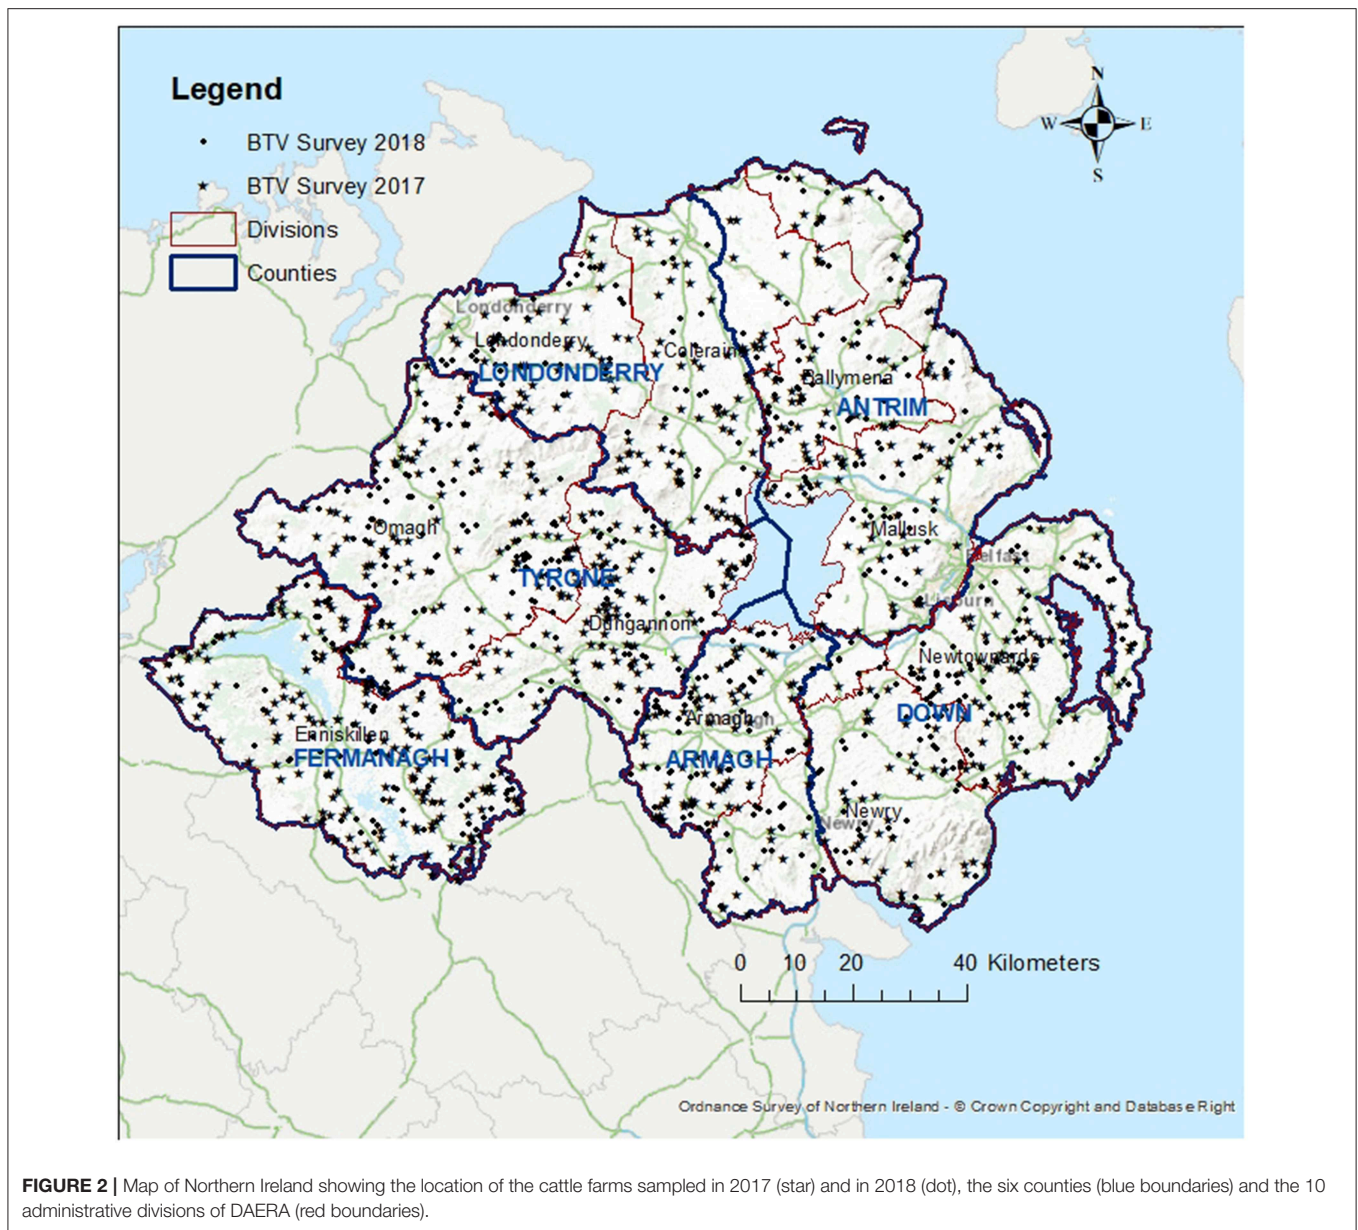 Legend
BTV Survey 2018
BTV Survey 2017
Divisions
Counties
N
W E
S
Londonderry
Londonderry
LONDONDERRY
Coleraine
Ballymena
ANTRIM
Omagh
Mallusk
Belfast
TYRONE
Lisburn
Dungannon
Newtownards
DOWN
Armagh
Enniskillen
FERMANAGH
ARMAGH
Newry
Newry
0 10 20 40 Kilometers
Ordnance Survey of Northern Ireland - © Crown Copyright and Database Right
FIGURE 2 | Map of Northern Ireland showing the location of the cattle farms sampled in 2017 (star) and in 2018 (dot), the six counties (blue boundaries) and the 10
administrative divisions of DAERA (red boundaries).